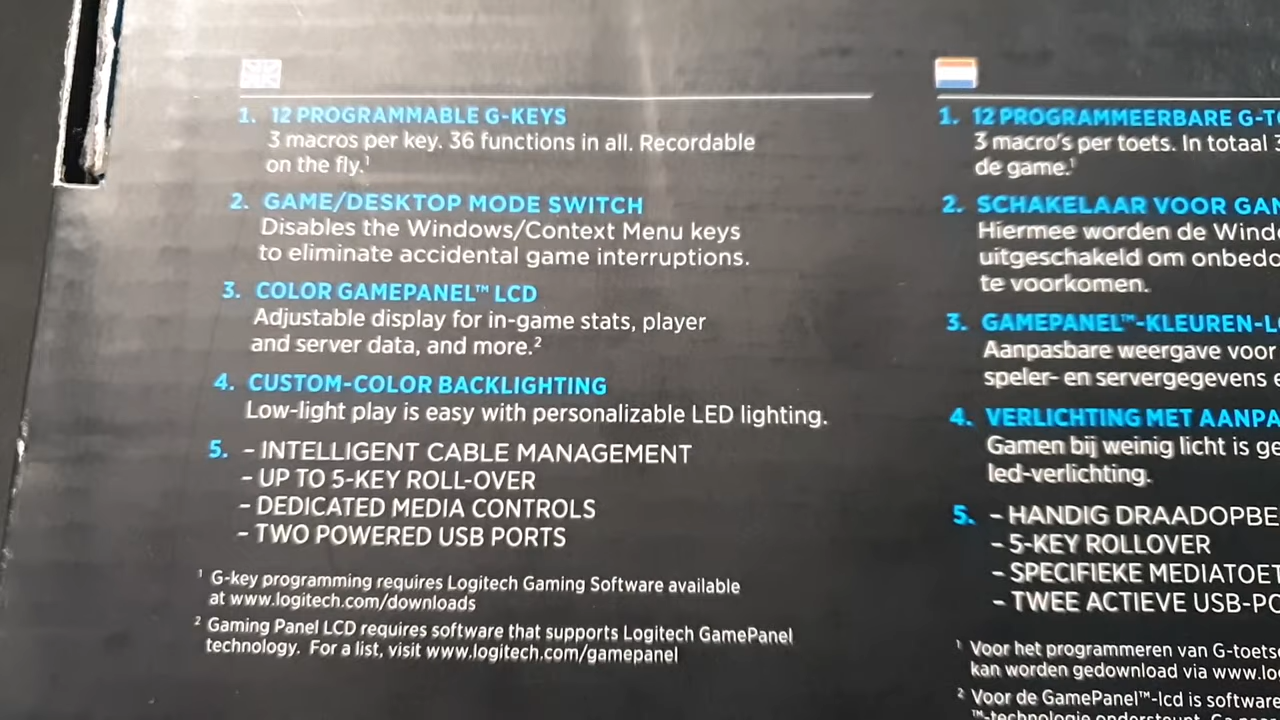 1. 12 PROGRAMMABLE G-KEYS
3 macros per key. 36 functions in all. Recordable
on the fly.¹
2. GAME/DESKTOP MODE SWITCH
Disables the Windows/Context Menu keys
to eliminate accidental game interruptions.
3. COLOR GAMEPANEL™ LCD
Adjustable display for in-game stats, player
and server data, and more.²
4. CUSTOM-COLOR BACKLIGHTING
Low-light play is easy with personalizable LED lighting.
5. – INTELLIGENT CABLE MANAGEMENT
– UP TO 5-KEY ROLL-OVER
– DEDICATED MEDIA CONTROLS
– TWO POWERED USB PORTS
¹ G-key programming requires Logitech Gaming Software available
at www.logitech.com/downloads
² Gaming Panel LCD requires software that supports Logitech GamePanel
technology. For a list, visit www.logitech.com/gamepanel
1. 12 PROGRAMMEERBARE
3 macro's per toets. In totaal
de game.¹
2. SCHAKELAAR VOOR
Hiermee worden de
uitgeschakeld om
te voorkomen.
3. GAMEPANEL™-KLEUREN-
Aanpasbare weergave voor
speler- en servergegevens
4. VERLICHTING MET
Gamen bij weinig licht is
led-verlichting.
5. – HANDIG
– 5-KEY ROLLOVER
– SPECIFIEKE
– TWEE ACTIEVE
¹ Voor het programmeren van
kan worden gedownload via
² Voor de GamePanel™-lcd is